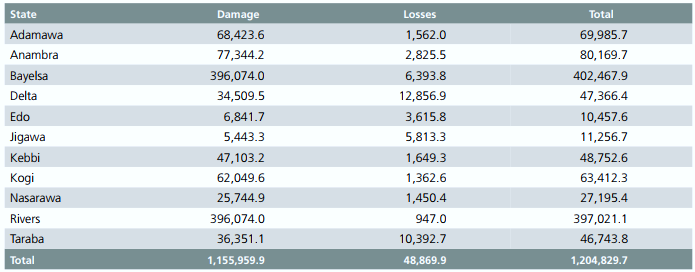 State Damage Losses Total
Adamawa 68,423.6 1,562.0 69,985.7
Anambra 77,344.2 2,825.5 80,169.7
Bayelsa 396,074.0 6,393.8 402,467.9
Delta 34,509.5 12,856.9 47,366.4
Edo 6,841.7 3,615.8 10,457.6
Jigawa 5,443.3 5,813.3 11,256.7
Kebbi 47,103.2 1,649.3 48,752.6
Kogi 62,049.6 1,362.6 63,412.3
Nasarawa 25,744.9 1,450.4 27,195.4
Rivers 396,074.0 947.0 397,021.1
Taraba 36,351.1 10,392.7 46,743.8
Total 1,155,959.9 48,869.9 1,204,829.7